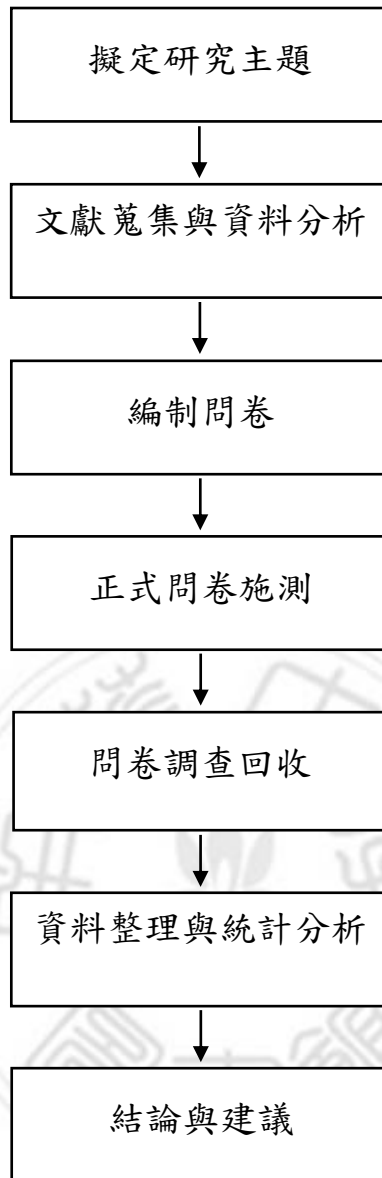 擬定研究主題
文獻蒐集與資料分析
編制問卷
正式問卷施測
問卷調查回收
資料整理與統計分析
結論與建議